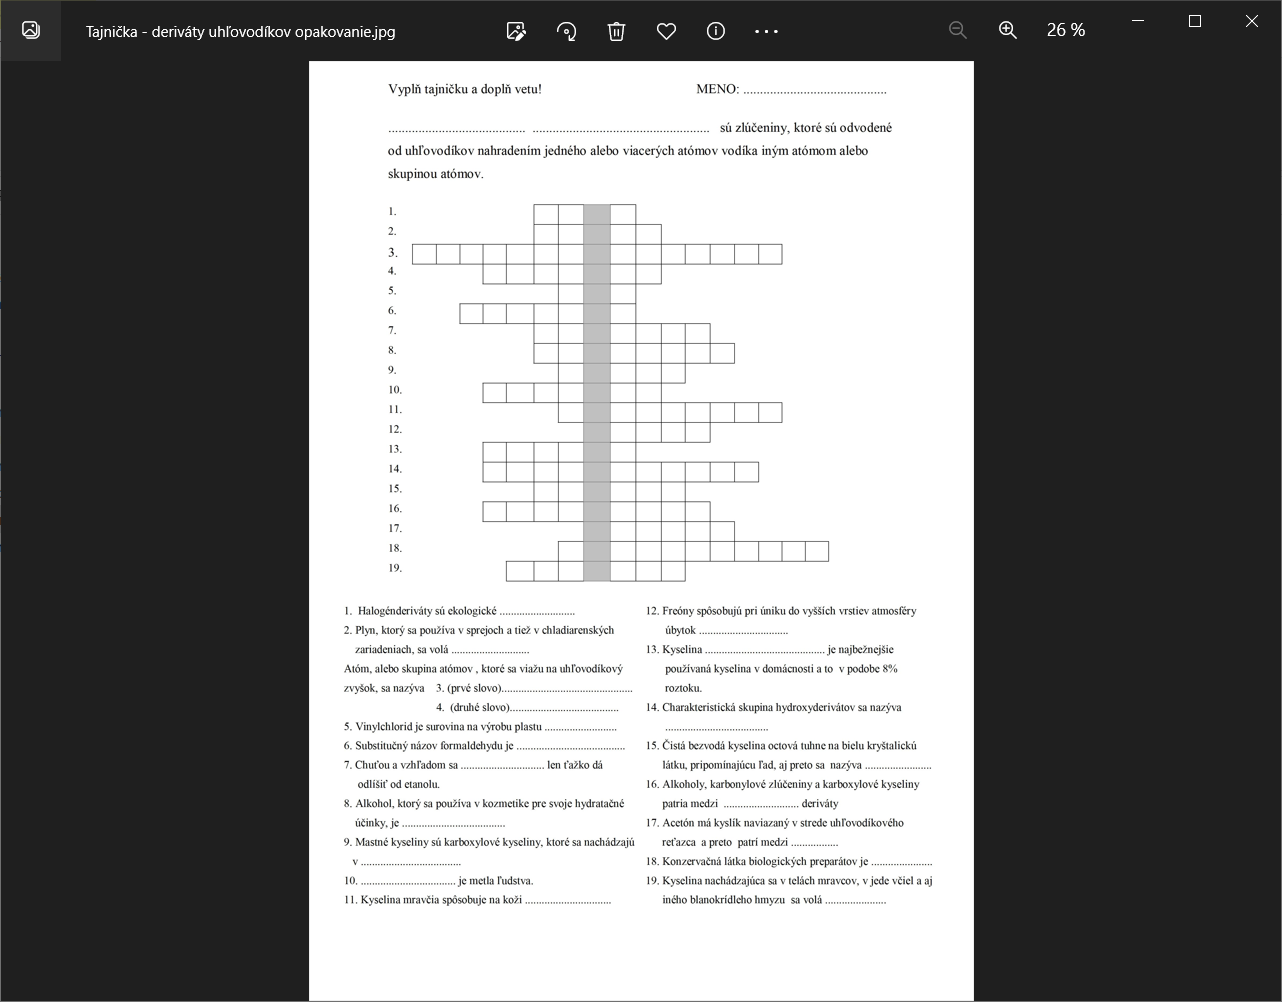 Tajnička - deriváty uhľovodíkov opakovanie.jpg
26 %
Vyplň tajničku a doplň vetu! MENO: ...........................................
......................................... ..................................................... sú zlúčeniny, ktoré sú odvodené
od uhľovodíkov nahradením jedného alebo viacerých atómov vodíka iným atómom alebo
skupinou atómov.
1.
2.
3.
4.
5.
6.
7.
8.
9.
10.
11.
12.
13.
14.
15.
16.
17.
18.
19.
1. Halogénderiváty sú ekologické ...........................
2. Plyn, ktorý sa používa v sprejoch a tiež v chladiarenských
zariadeniach, sa volá ............................
Atóm, alebo skupina atómov , ktoré sa viažu na uhľovodíkový
zvyšok, sa nazýva 3. (prvé slovo)...............................................
4. (druhé slovo).......................................
5. Vinylchlorid je surovina na výrobu plastu ..........................
6. Substitučný názov formaldehydu je .......................................
7. Chuťou a vzhľadom sa .............................. len ťažko dá
odlíšiť od etanolu.
8. Alkohol, ktorý sa používa v kozmetike pre svoje hydratačné
účinky, je .....................................
9. Mastné kyseliny sú karboxylové kyseliny, ktoré sa nachádzajú
v ....................................
10. .................................. je metla ľudstva.
11. Kyselina mravčia spôsobuje na koži ...............................
12. Freóny spôsobujú pri úniku do vyšších vrstiev atmosféry
úbytok ................................
13. Kyselina ........................................... je najbežnejšie
používaná kyselina v domácnosti a to v podobe 8%
roztoku.
14. Charakteristická skupina hydroxyderivátov sa nazýva
.....................................
15. Čistá bezvodá kyselina octová tuhne na bielu kryštalickú
látku, pripomínajúcu ľad, aj preto sa nazýva ........................
16. Alkoholy, karbonylové zlúčeniny a karboxylové kyseliny
patria medzi ........................... deriváty
17. Acetón má kyslík naviazaný v strede uhľovodíkového
reťazca a preto patrí medzi .................
18. Konzervačná látka biologických preparátov je ......................
19. Kyselina nachádzajúca sa v telách mravcov, v jede včiel a aj
iného blanokrídleho hmyzu sa volá ......................